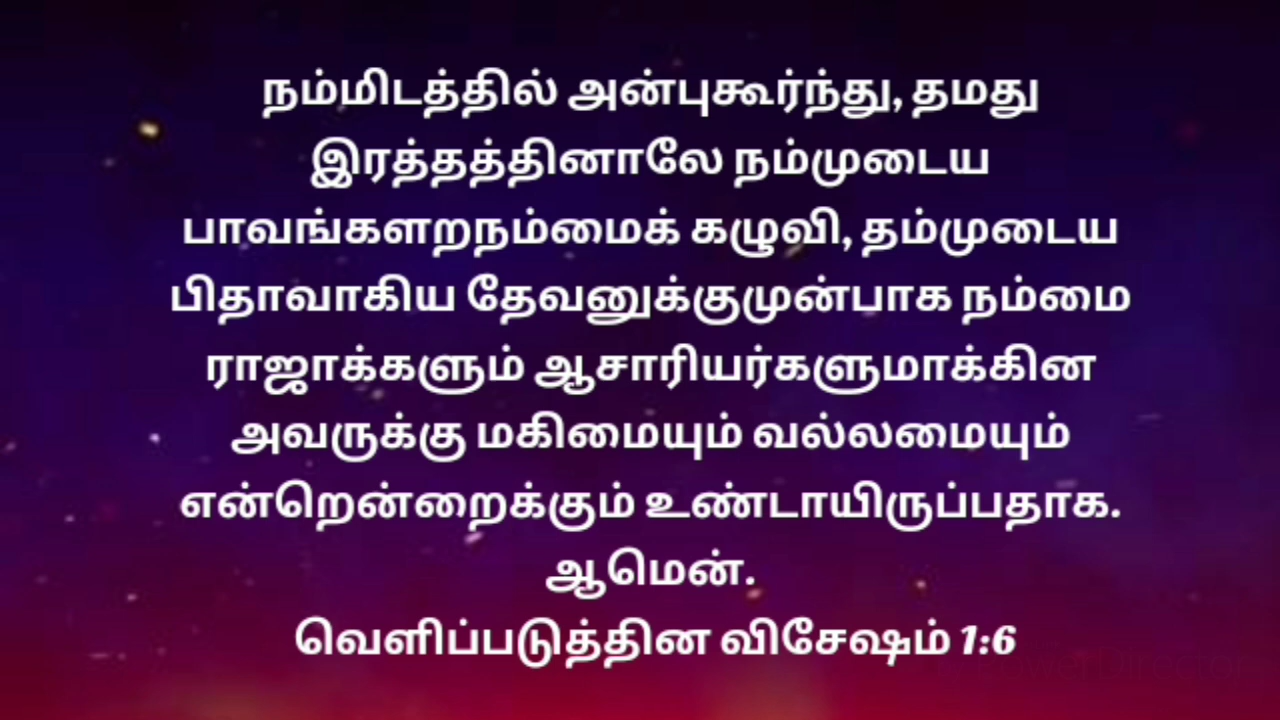 நம்மிடத்தில் அன்புகூர்ந்து, தமது
இரத்தத்தினாலே நம்முடைய
பாவங்களறநம்மைக் கழுவி, தம்முடைய
பிதாவாகிய தேவனுக்குமுன்பாக நம்மை
ராஜாக்களும் ஆசாரியர்களுமாக்கின
அவருக்கு மகிமையும் வல்லமையும்
என்றென்றைக்கும் உண்டாயிருப்பதாக.
ஆமென்.
வெளிப்படுத்தின விசேஷம் 1:6
PowerDirector